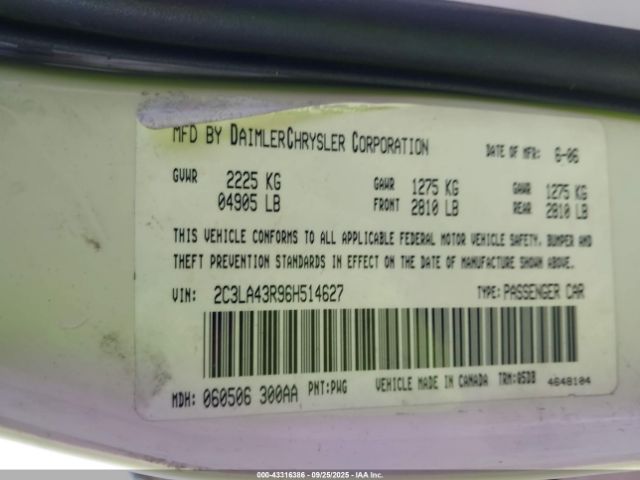 MFD BY DAIMLERCHRYSLER CORPORATION DATE OF MFR: 6-06
GVWR 2225 KG GAWR 1275 KG GAWR 1275 KG
04905 LB FRONT 2810 LB REAR 2810 LB
THIS VEHICLE CONFORMS TO ALL APPLICABLE FEDERAL MOTOR VEHICLE SAFETY, BUMPER AND
THEFT PREVENTION STANDARDS IN EFFECT ON THE DATE OF MANUFACTURE SHOWN ABOVE.
VIN: 2C3LA43R96H514627 TYPE: PASSENGER CAR
MDH: 060506 300AA PNT:PWG VEHICLE MADE IN CANADA TRM:05DB 4648104
000-43316386 - 09/25/2025 - IAA Inc.